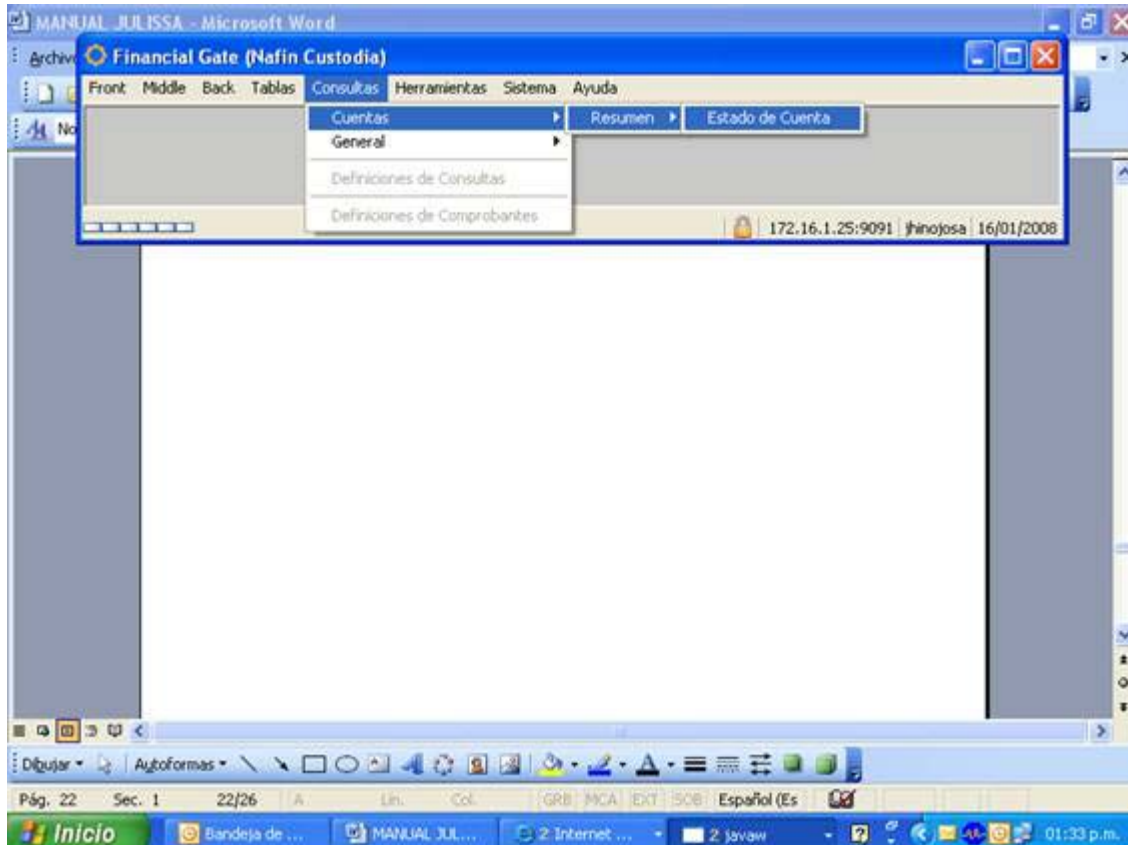 MANUAL JULISSA - Microsoft Word
Archivo
Financial Gate (Nafin Custodia)
Front Middle Back Tablas Consultas Herramientas Sistema Ayuda
Cuentas Resumen Estado de Cuenta
General
Definiciones de Consultas
Definiciones de Comprobantes
172.16.1.25:9091 jhinojosa 16/01/2008
Dibujar Autoformas
Pág. 22 Sec. 1 22/26 A Lín. Col. GRB MCA EXT SOB Español (Es
Inicio Bandeja de ... MANUAL JUL... 2 Internet ... 2 javaw 01:33 p.m.